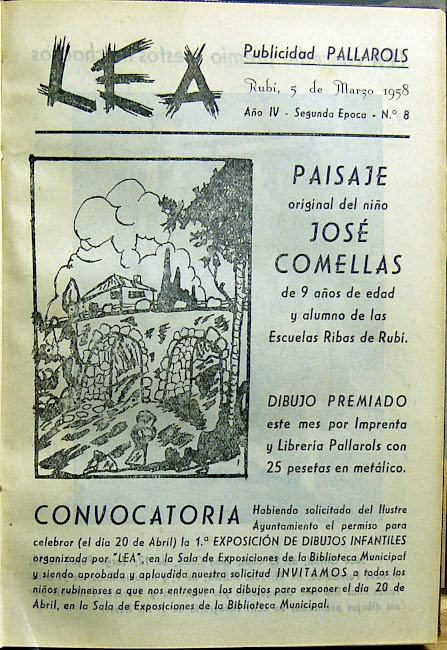 LEA
Publicidad PALLAROLS
Rubí, 5 de Marzo 1958
Año IV - Segunda Epoca - N.º 8
PAISAJE
original del niño
JOSÉ
COMELLAS
de 9 años de edad
y alumno de las
Escuelas Ribas de Rubí.
DIBUJO PREMIADO
este mes por Imprenta
y Librería Pallarols con
25 pesetas en metálico.
CONVOCATORIA Habiendo solicitado del Ilustre
Ayuntamiento el permiso para
celebrar (el día 20 de Abril) la 1.ª EXPOSICIÓN DE DIBUJOS INFANTILES
organizada por "LEA", en la Sala de Exposiciones de la Biblioteca Municipal
y siendo aprobada y aplaudida nuestra solicitud INVITAMOS a todos los
niños rubinenses a que nos entreguen los dibujos para exponer el día 20 de
Abril, en la Sala de Exposiciones de la Biblioteca Municipal.